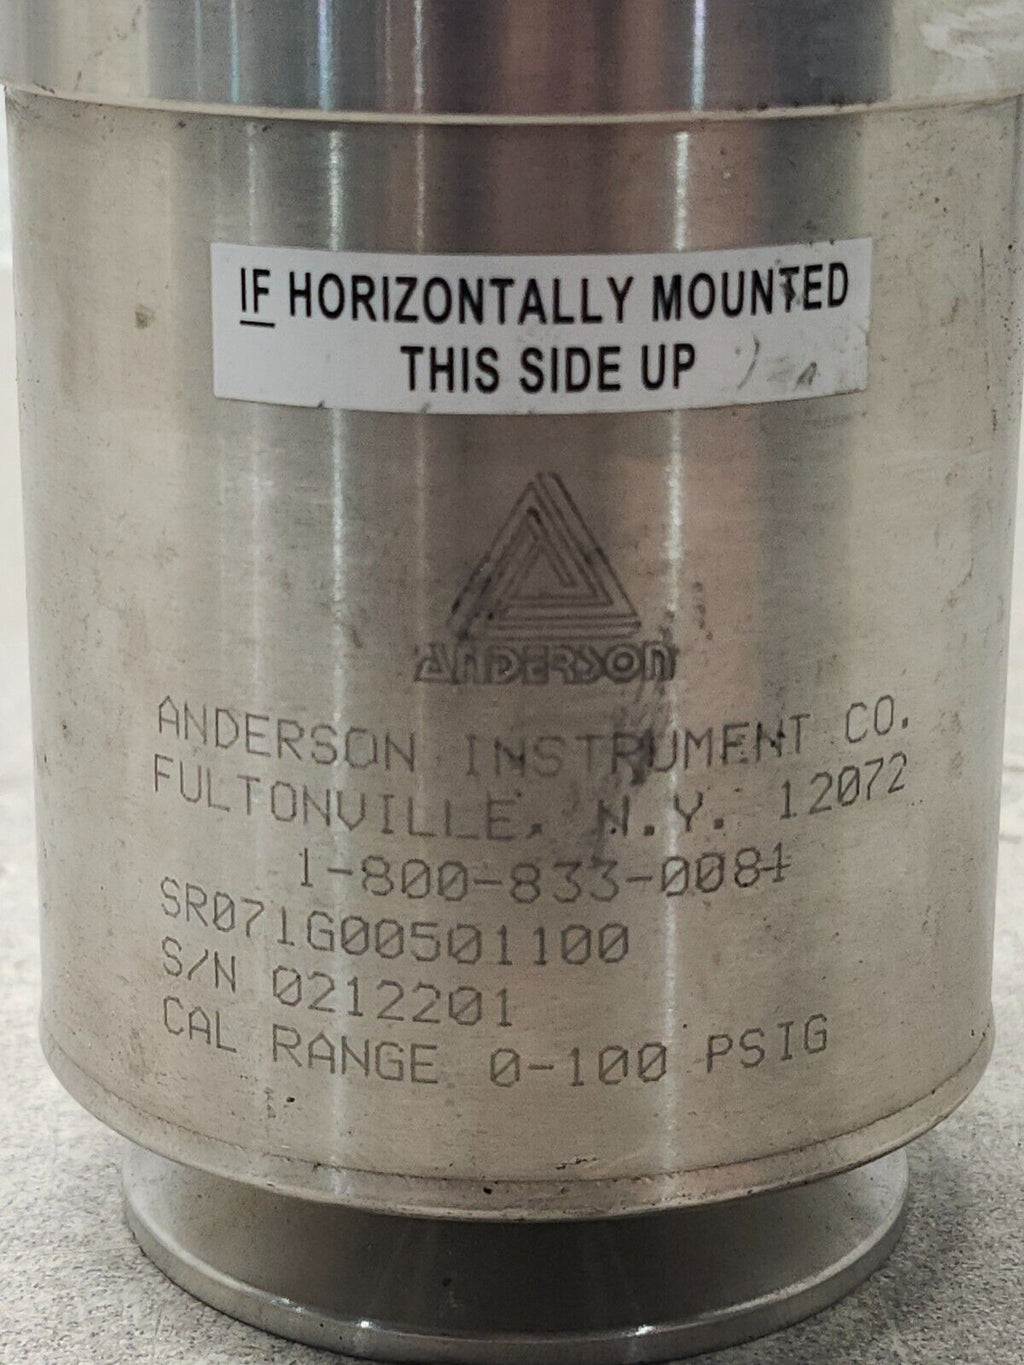 IF HORIZONTALLY MOUNTED
THIS SIDE UP
ANDERSON
ANDERSON INSTRUMENT CO.
FULTONVILLE, N.Y. 12072
1-800-833-0081
SR071G00501100
S/N 0212201
CAL RANGE 0-100 PSIG